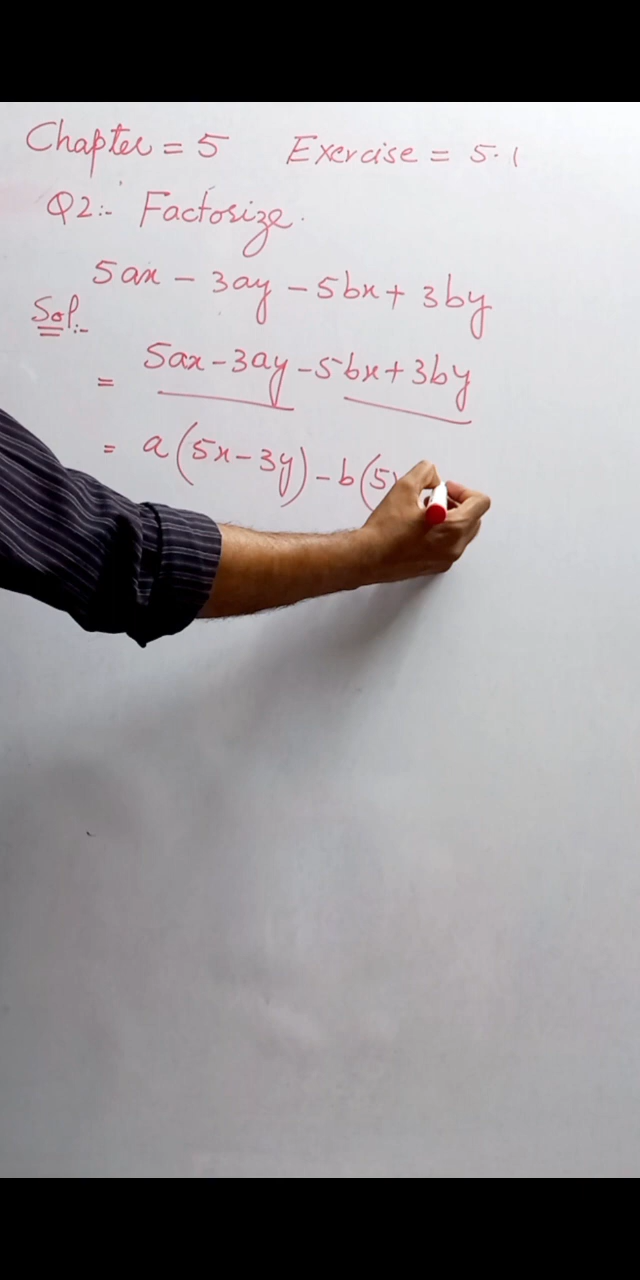 Chapter = 5 Exercise = 5.1
Q2:- Factorize.
5ax - 3ay - 5bx + 3by
Sol:-
= 5ax - 3ay - 5bx + 3by
= a(5x - 3y) - b(5